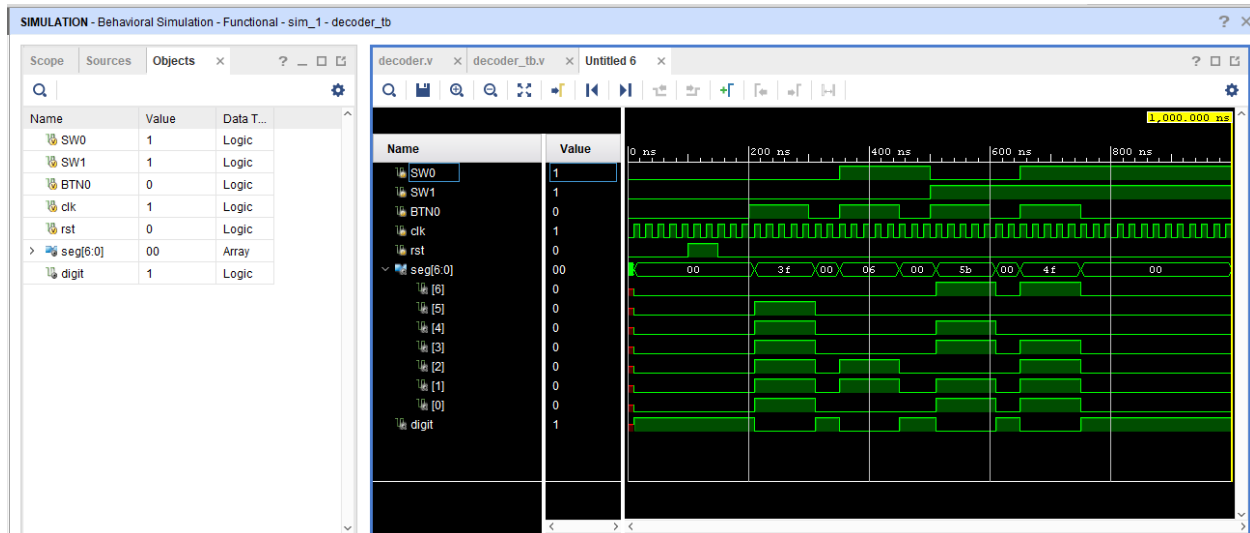 SIMULATION - Behavioral Simulation - Functional - sim_1 - decoder_tb
Scope Sources Objects
Name Value Data T...
SW0 1 Logic
SW1 1 Logic
BTN0 0 Logic
clk 1 Logic
rst 0 Logic
seg[6:0] 00 Array
digit 1 Logic
decoder.v decoder_tb.v Untitled 6
1,000.000 ns
Name Value
0 ns 200 ns 400 ns 600 ns 800 ns
SW0 1
SW1 1
BTN0 0
clk 1
rst 0
seg[6:0] 00 00 3f 00 06 00 5b 00 4f 00
[6] 0
[5] 0
[4] 0
[3] 0
[2] 0
[1] 0
[0] 0
digit 1